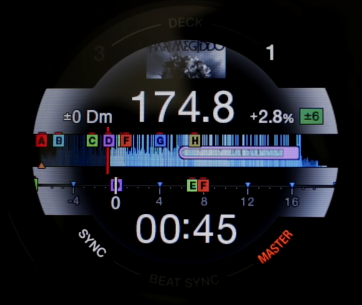 DECK
3 1
±0 Dm 174.8 +2.8% ±6
A B C D F G H
D E F
-4 0 4 8 12 16
00:45
SYNC MASTER
BEAT SYNC